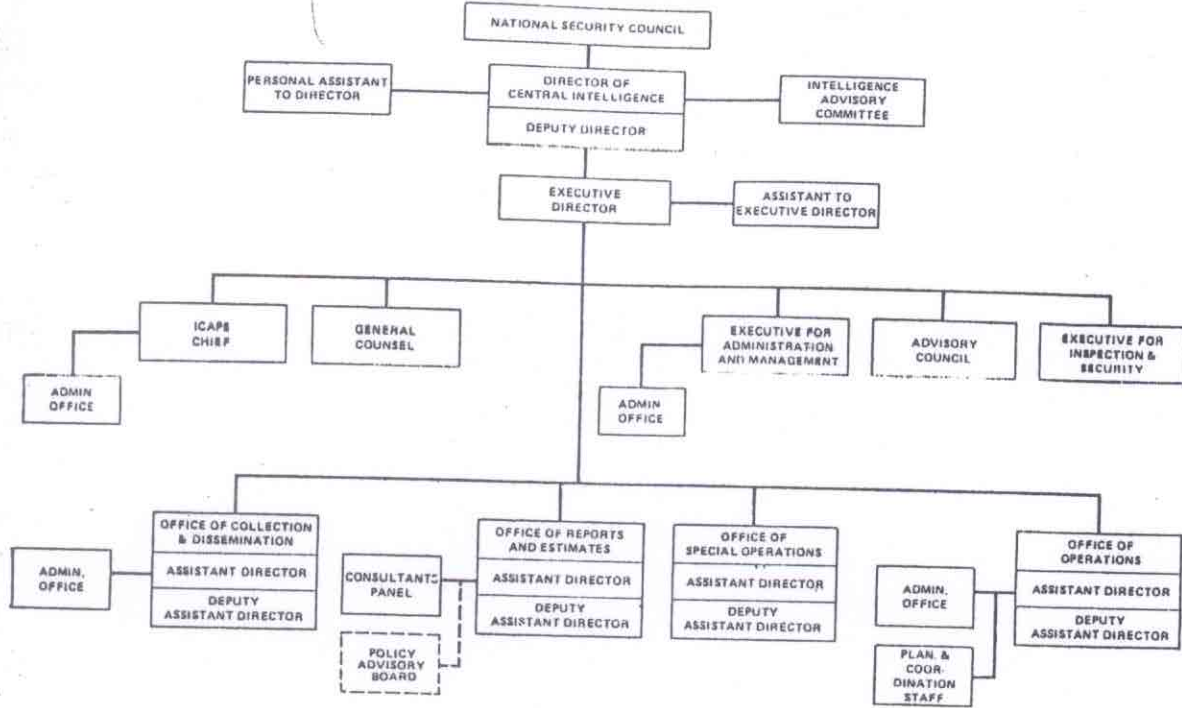 NATIONAL SECURITY COUNCIL
PERSONAL ASSISTANT
TO DIRECTOR
DIRECTOR OF
CENTRAL INTELLIGENCE
DEPUTY DIRECTOR
INTELLIGENCE
ADVISORY
COMMITTEE
EXECUTIVE
DIRECTOR
ASSISTANT TO
EXECUTIVE DIRECTOR
ICAPS
CHIEF
GENERAL
COUNSEL
EXECUTIVE FOR
ADMINISTRATION
AND MANAGEMENT
ADVISORY
COUNCIL
EXECUTIVE FOR
INSPECTION &
SECURITY
ADMIN
OFFICE
ADMIN
OFFICE
ADMIN.
OFFICE
OFFICE OF COLLECTION
& DISSEMINATION
ASSISTANT DIRECTOR
DEPUTY
ASSISTANT DIRECTOR
CONSULTANTS
PANEL
POLICY
ADVISORY
BOARD
OFFICE OF REPORTS
AND ESTIMATES
ASSISTANT DIRECTOR
DEPUTY
ASSISTANT DIRECTOR
OFFICE OF
SPECIAL OPERATIONS
ASSISTANT DIRECTOR
DEPUTY
ASSISTANT DIRECTOR
ADMIN.
OFFICE
PLAN. &
COOR-
DINATION
STAFF
OFFICE OF
OPERATIONS
ASSISTANT DIRECTOR
DEPUTY
ASSISTANT DIRECTOR